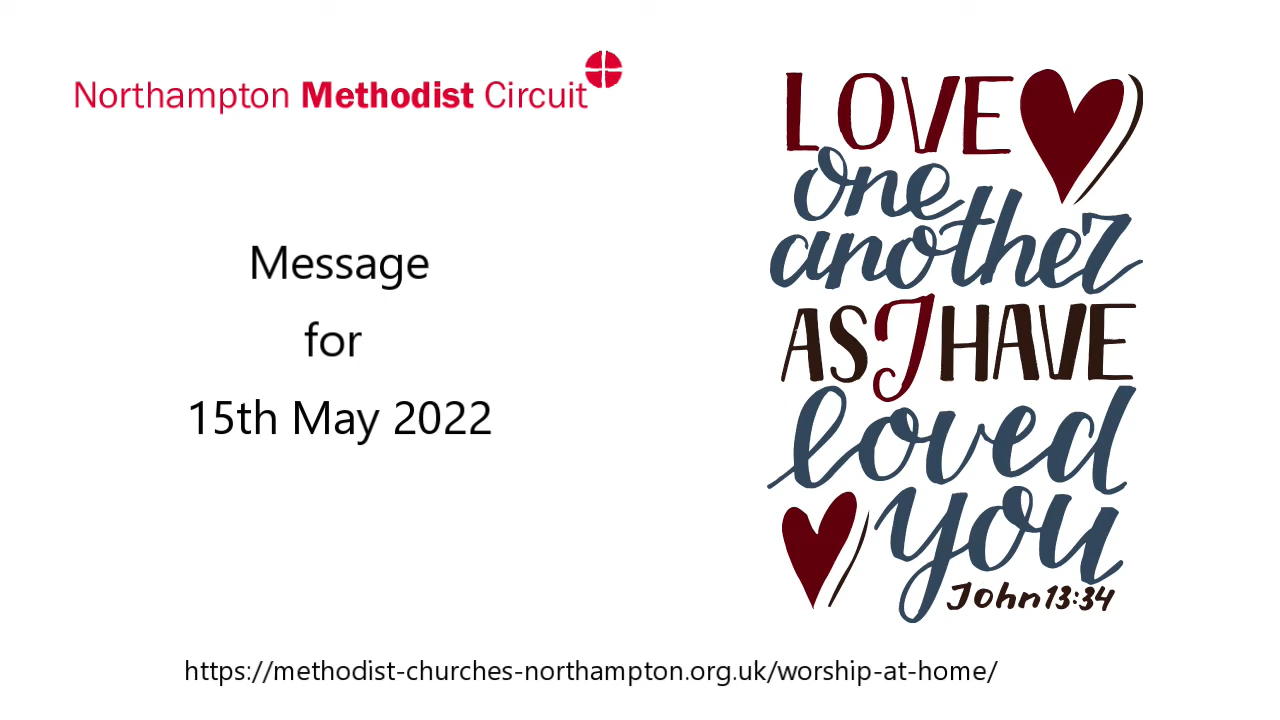 Northampton Methodist Circuit
Message
for
15th May 2022
LOVE
one
another
AS I HAVE
loved
you
John 13:34
https://methodist-churches-northampton.org.uk/worship-at-home/